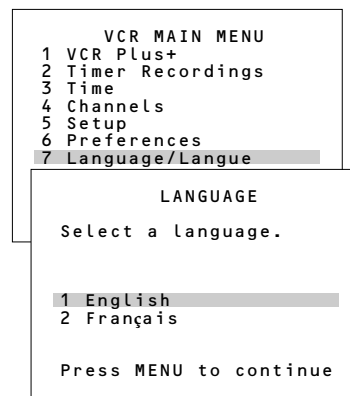 VCR MAIN MENU
1 VCR Plus+
2 Timer Recordings
3 Time
4 Channels
5 Setup
6 Preferences
7 Language/Langue
LANGUAGE
Select a language.
1 English
2 Français
Press MENU to continue